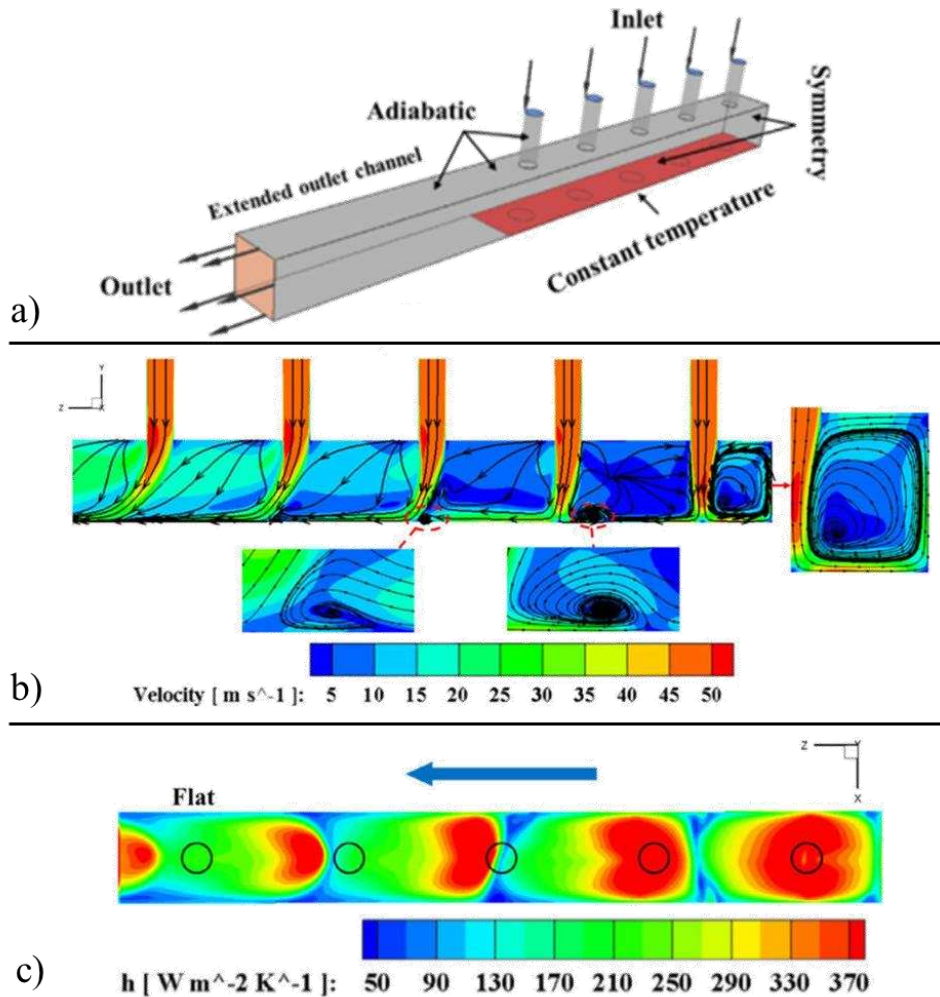 Inlet
Symmetry
Adiabatic
Extended outlet channel
Constant temperature
Outlet
a)
Y
Z X
b)
5 10 15 20 25 30 35 40 45 50
Velocity [ m s^-1 ]:
Z Y
X
Flat
c)
h [ W m^-2 K^-1 ]: 50 90 130 170 210 250 290 330 370